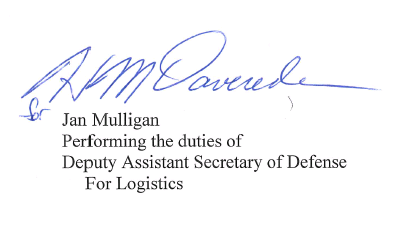 for
Jan Mulligan
Performing the duties of
Deputy Assistant Secretary of Defense
For Logistics